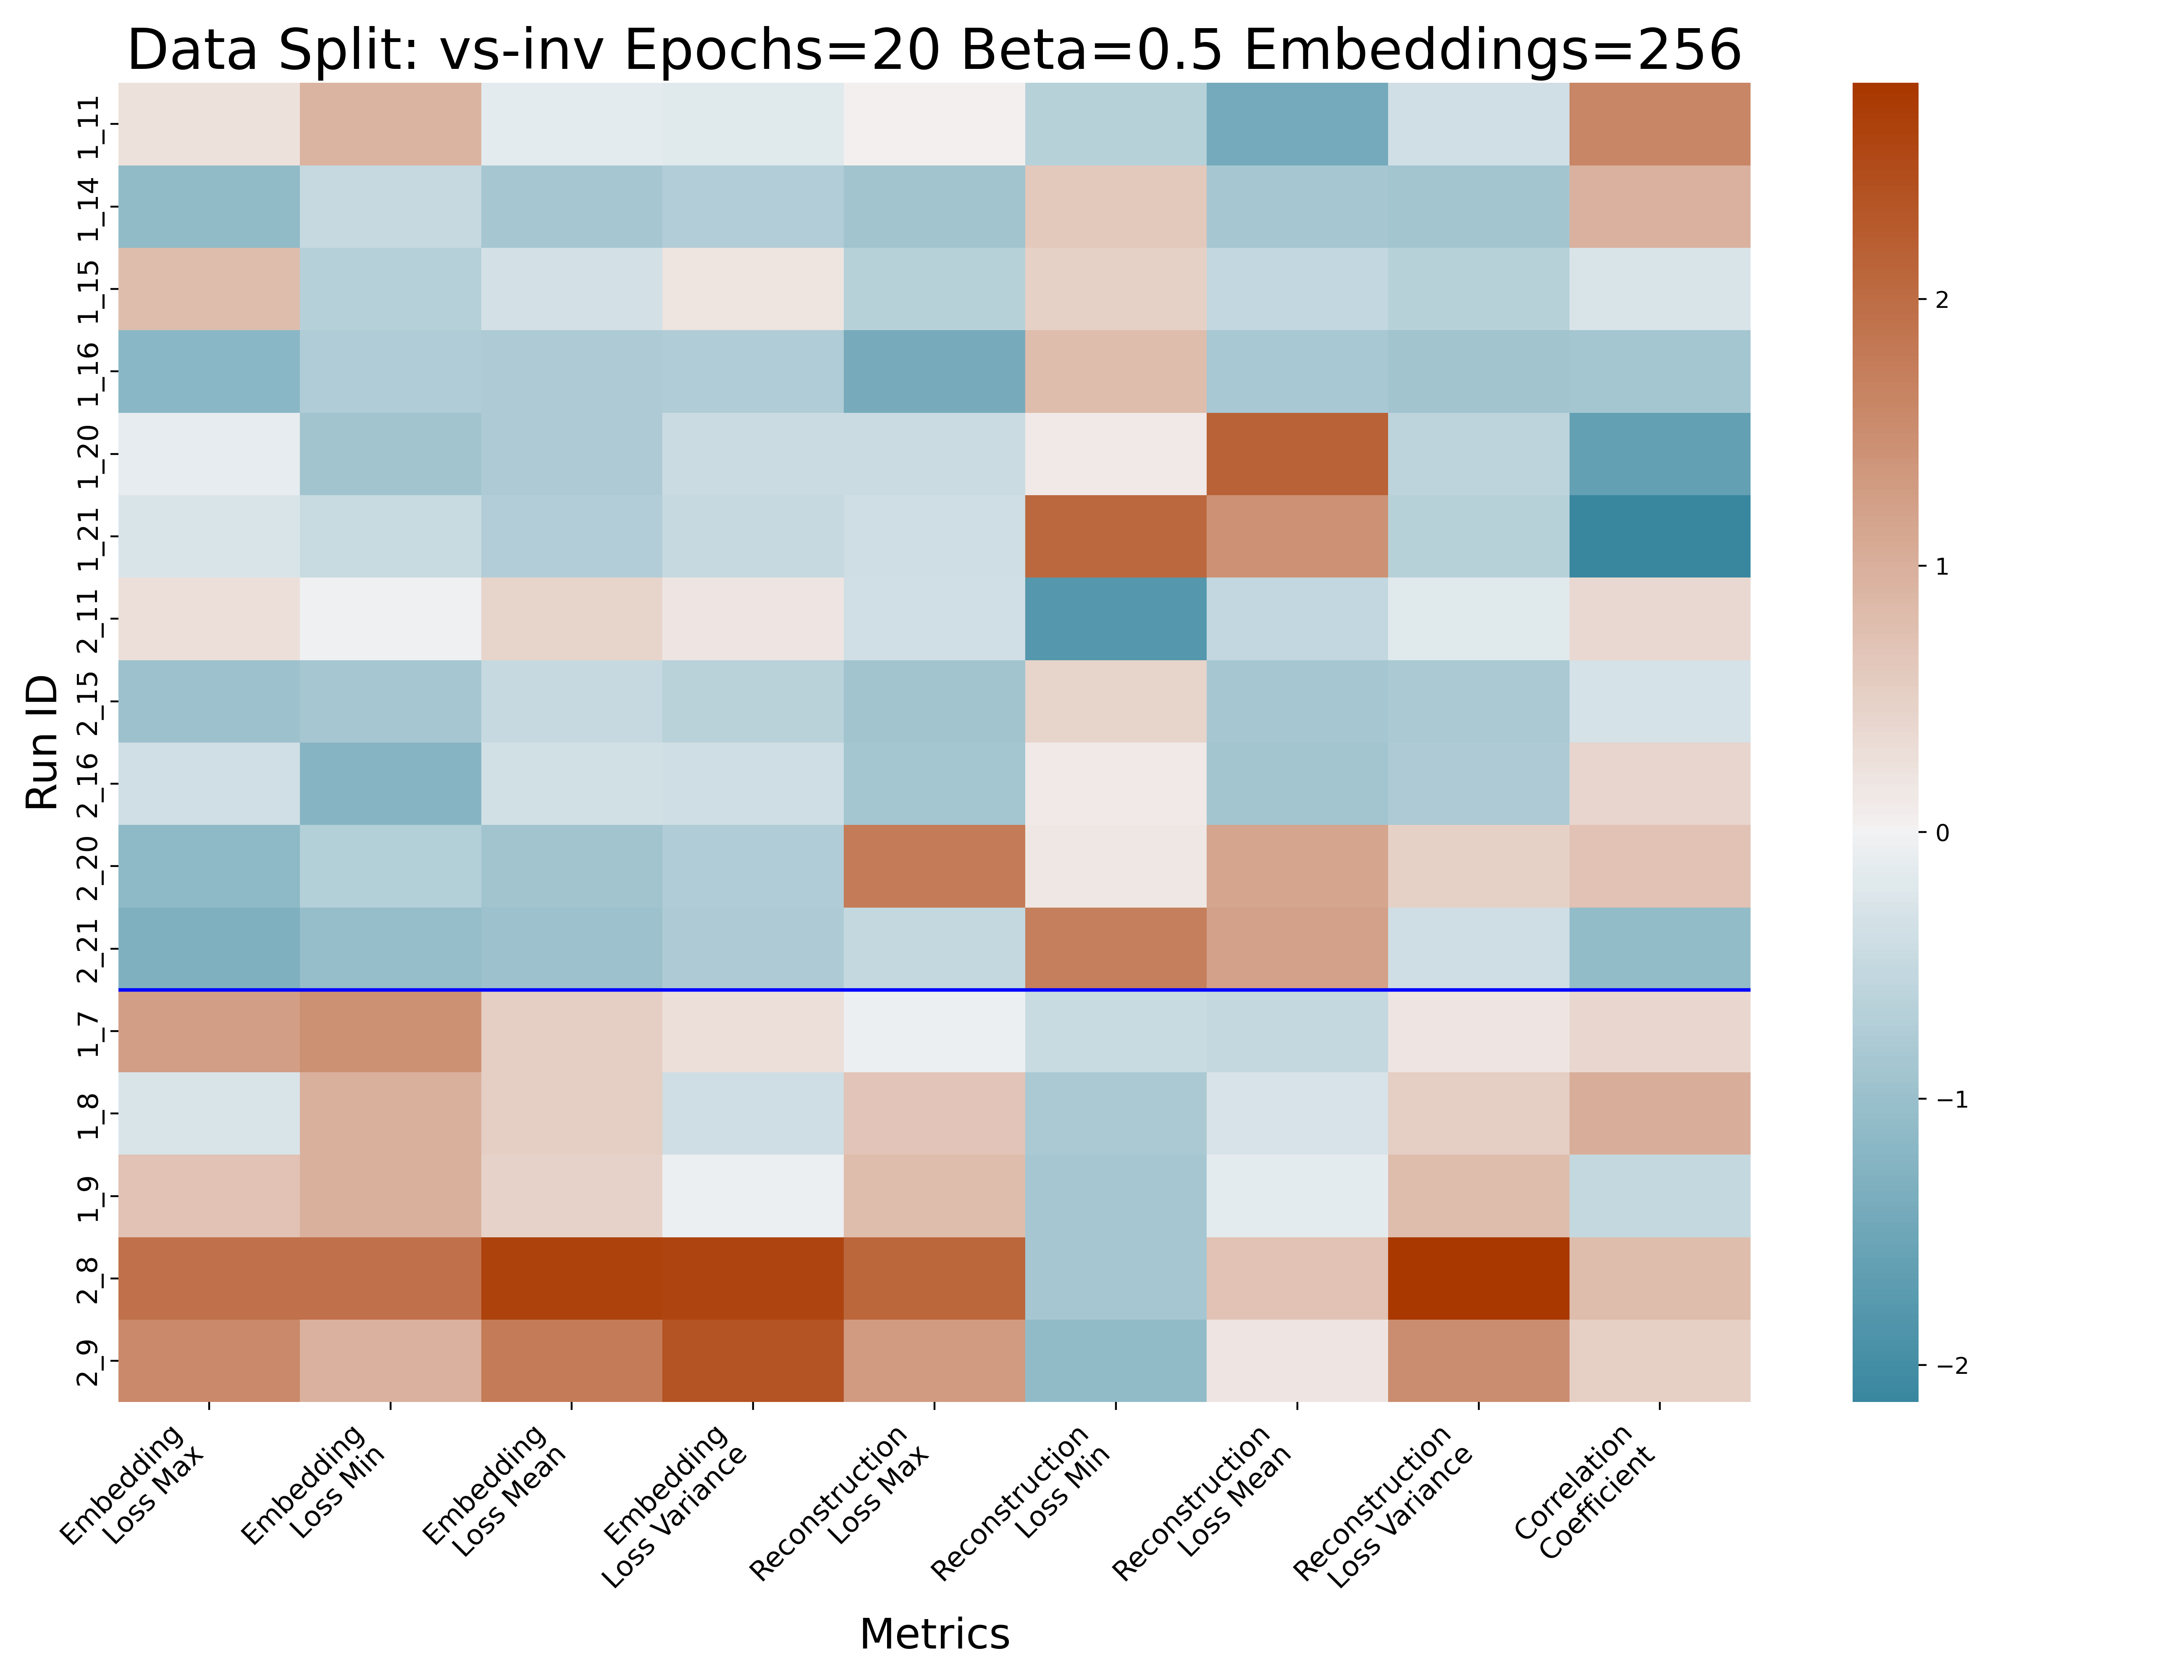 Data Split: vs-inv Epochs=20 Beta=0.5 Embeddings=256
Run ID
1_11
1_14
1_15
1_16
1_20
1_21
2_11
2_15
2_16
2_20
2_21
1_7
1_8
1_9
2_8
2_9
Embedding
Loss Max
Embedding
Loss Min
Embedding
Loss Mean
Embedding
Loss Variance
Reconstruction
Loss Max
Reconstruction
Loss Min
Reconstruction
Loss Mean
Reconstruction
Loss Variance
Correlation
Coefficient
Metrics
2
1
0
−1
−2